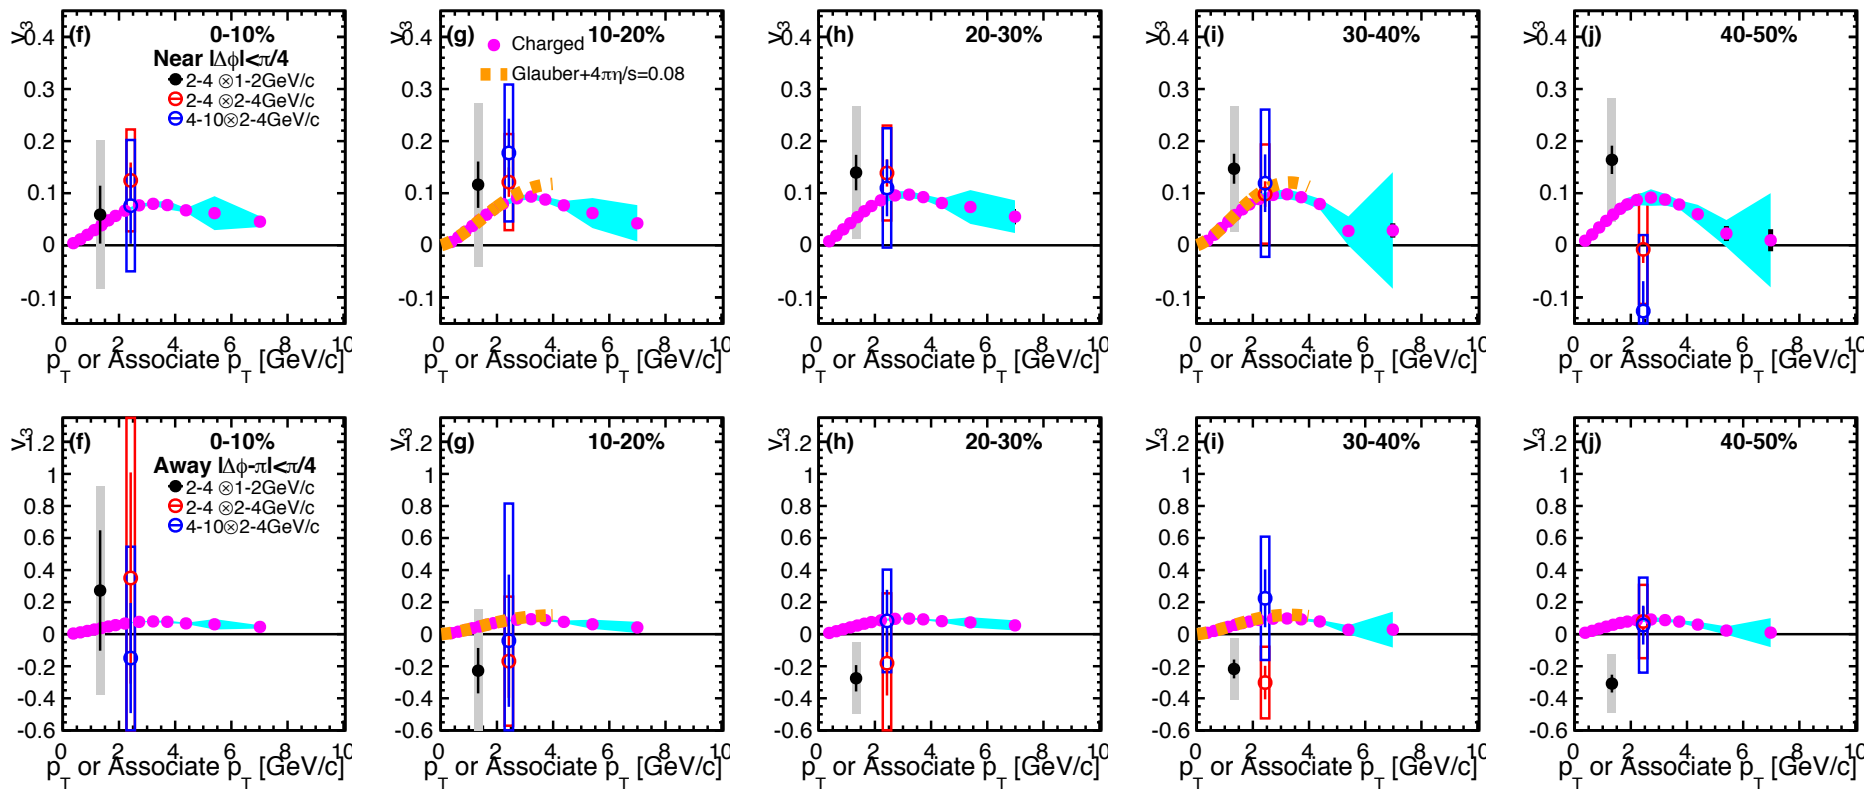 (f) 0-10%
Near |Δϕ|<π/4
2-4 ⊗1-2GeV/c
2-4 ⊗2-4GeV/c
4-10⊗2-4GeV/c
v3
0.4
0.3
0.2
0.1
0
-0.1
0 2 4 6 8 10
pT or Associate pT [GeV/c]
(g) 10-20%
Charged
Glauber+4πη/s=0.08
v3
0.4
0.3
0.2
0.1
0
-0.1
0 2 4 6 8 10
pT or Associate pT [GeV/c]
(h) 20-30%
v3
0.4
0.3
0.2
0.1
0
-0.1
0 2 4 6 8 10
pT or Associate pT [GeV/c]
(i) 30-40%
v3
0.4
0.3
0.2
0.1
0
-0.1
0 2 4 6 8 10
pT or Associate pT [GeV/c]
(j) 40-50%
v3
0.4
0.3
0.2
0.1
0
-0.1
0 2 4 6 8 10
pT or Associate pT [GeV/c]
(f) 0-10%
Away |Δϕ-π|<π/4
2-4 ⊗1-2GeV/c
2-4 ⊗2-4GeV/c
4-10⊗2-4GeV/c
v3
1.2
1
0.8
0.6
0.4
0.2
0
-0.2
-0.4
-0.6
0 2 4 6 8 10
pT or Associate pT [GeV/c]
(g) 10-20%
v3
1.2
1
0.8
0.6
0.4
0.2
0
-0.2
-0.4
-0.6
0 2 4 6 8 10
pT or Associate pT [GeV/c]
(h) 20-30%
v3
1.2
1
0.8
0.6
0.4
0.2
0
-0.2
-0.4
-0.6
0 2 4 6 8 10
pT or Associate pT [GeV/c]
(i) 30-40%
v3
1.2
1
0.8
0.6
0.4
0.2
0
-0.2
-0.4
-0.6
0 2 4 6 8 10
pT or Associate pT [GeV/c]
(j) 40-50%
v3
1.2
1
0.8
0.6
0.4
0.2
0
-0.2
-0.4
-0.6
0 2 4 6 8 10
pT or Associate pT [GeV/c]